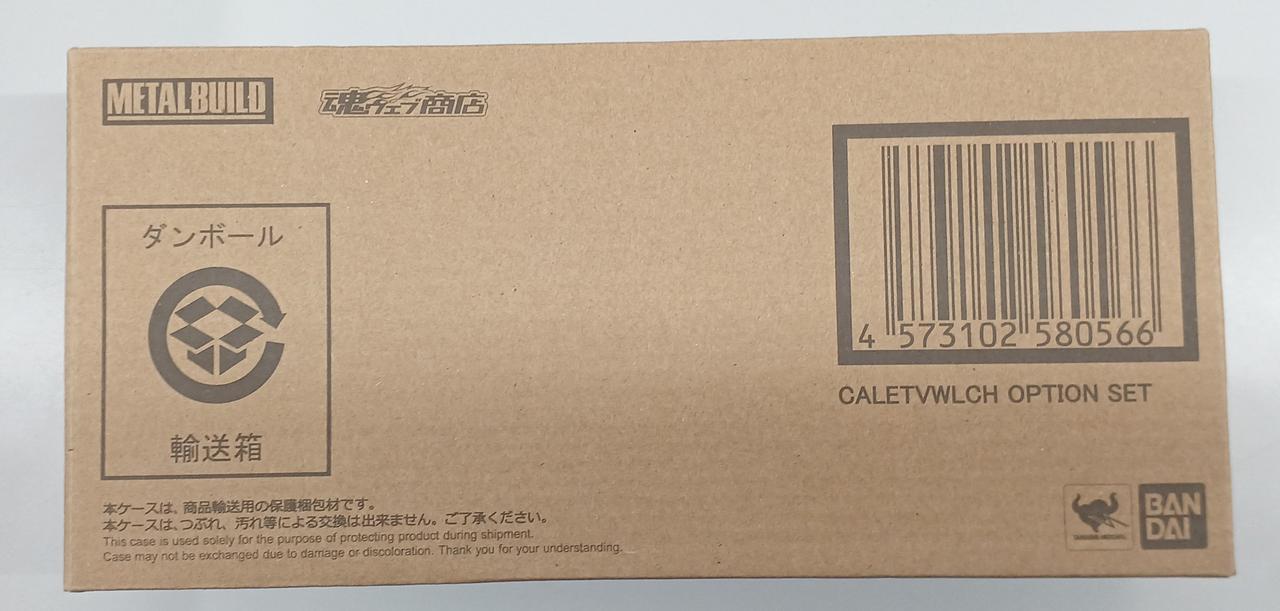 METAL BUILD
魂ウェブ商店
ダンボール
輸送箱
4 573102 580566
CALETVWLCH OPTION SET
本ケースは、商品輸送用の保護梱包材です。
本ケースは、つぶれ、汚れ等による交換は出来ません。ご了承ください。
This case is used solely for the purpose of protecting product during shipment.
Case may not be exchanged due to damage or discoloration. Thank you for your understanding.
TAMASHII NATIONS
BAN
DAI